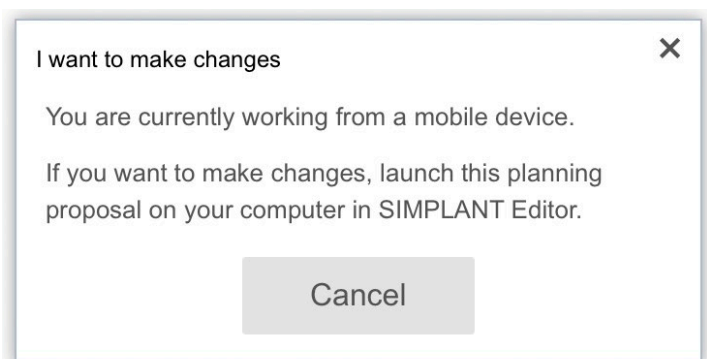 I want to make changes
You are currently working from a mobile device.
If you want to make changes, launch this planning
proposal on your computer in SIMPLANT Editor.
Cancel